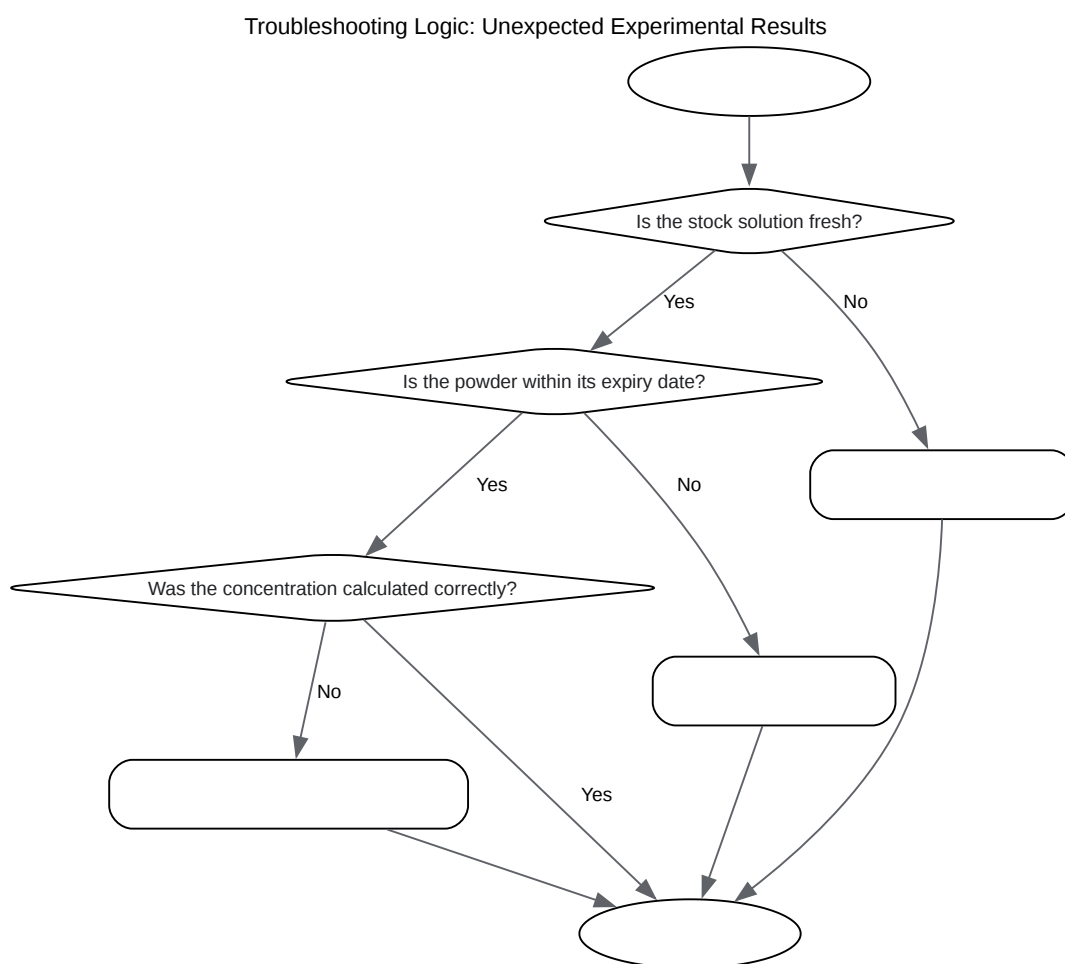 Troubleshooting Logic: Unexpected Experimental Results
Is the stock solution fresh?
Yes
No
Is the powder within its expiry date?
Yes
No
Was the concentration calculated correctly?
No
Yes